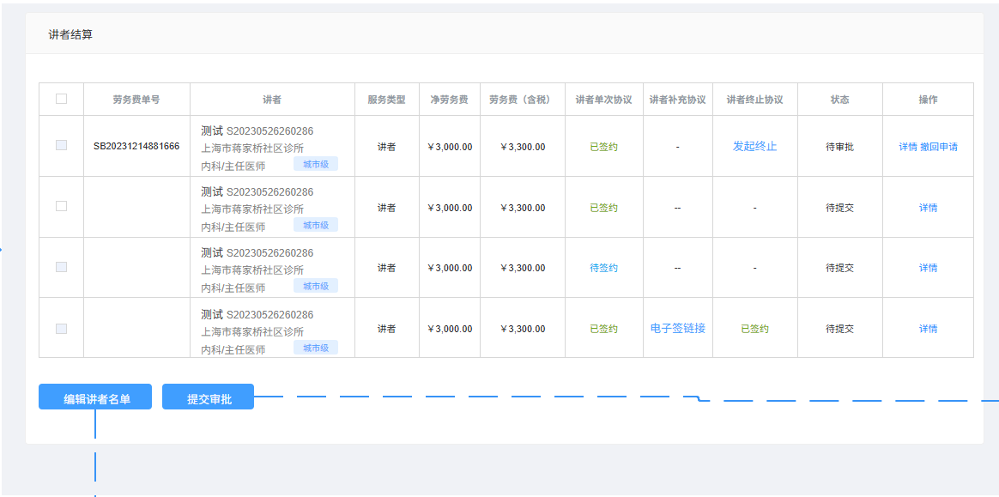 讲者结算
劳务费单号 讲者 服务类型 净劳务费 劳务费（含税） 讲者单次协议 讲者补充协议 讲者终止协议 状态 操作
测试 S20230526260286
SB20231214881666 上海市蒋家桥社区诊所 讲者 ￥3,000.00 ￥3,300.00 已签约 - 发起终止 待审批 详情 撤回申请
内科/主任医师 城市级
测试 S20230526260286
上海市蒋家桥社区诊所 讲者 ￥3,000.00 ￥3,300.00 已签约 -- - 待提交 详情
内科/主任医师 城市级
测试 S20230526260286
上海市蒋家桥社区诊所 讲者 ￥3,000.00 ￥3,300.00 待签约 -- - 待提交 详情
内科/主任医师 城市级
测试 S20230526260286
上海市蒋家桥社区诊所 讲者 ￥3,000.00 ￥3,300.00 已签约 电子签链接 已签约 待提交 详情
内科/主任医师 城市级
编辑讲者名单 提交审批